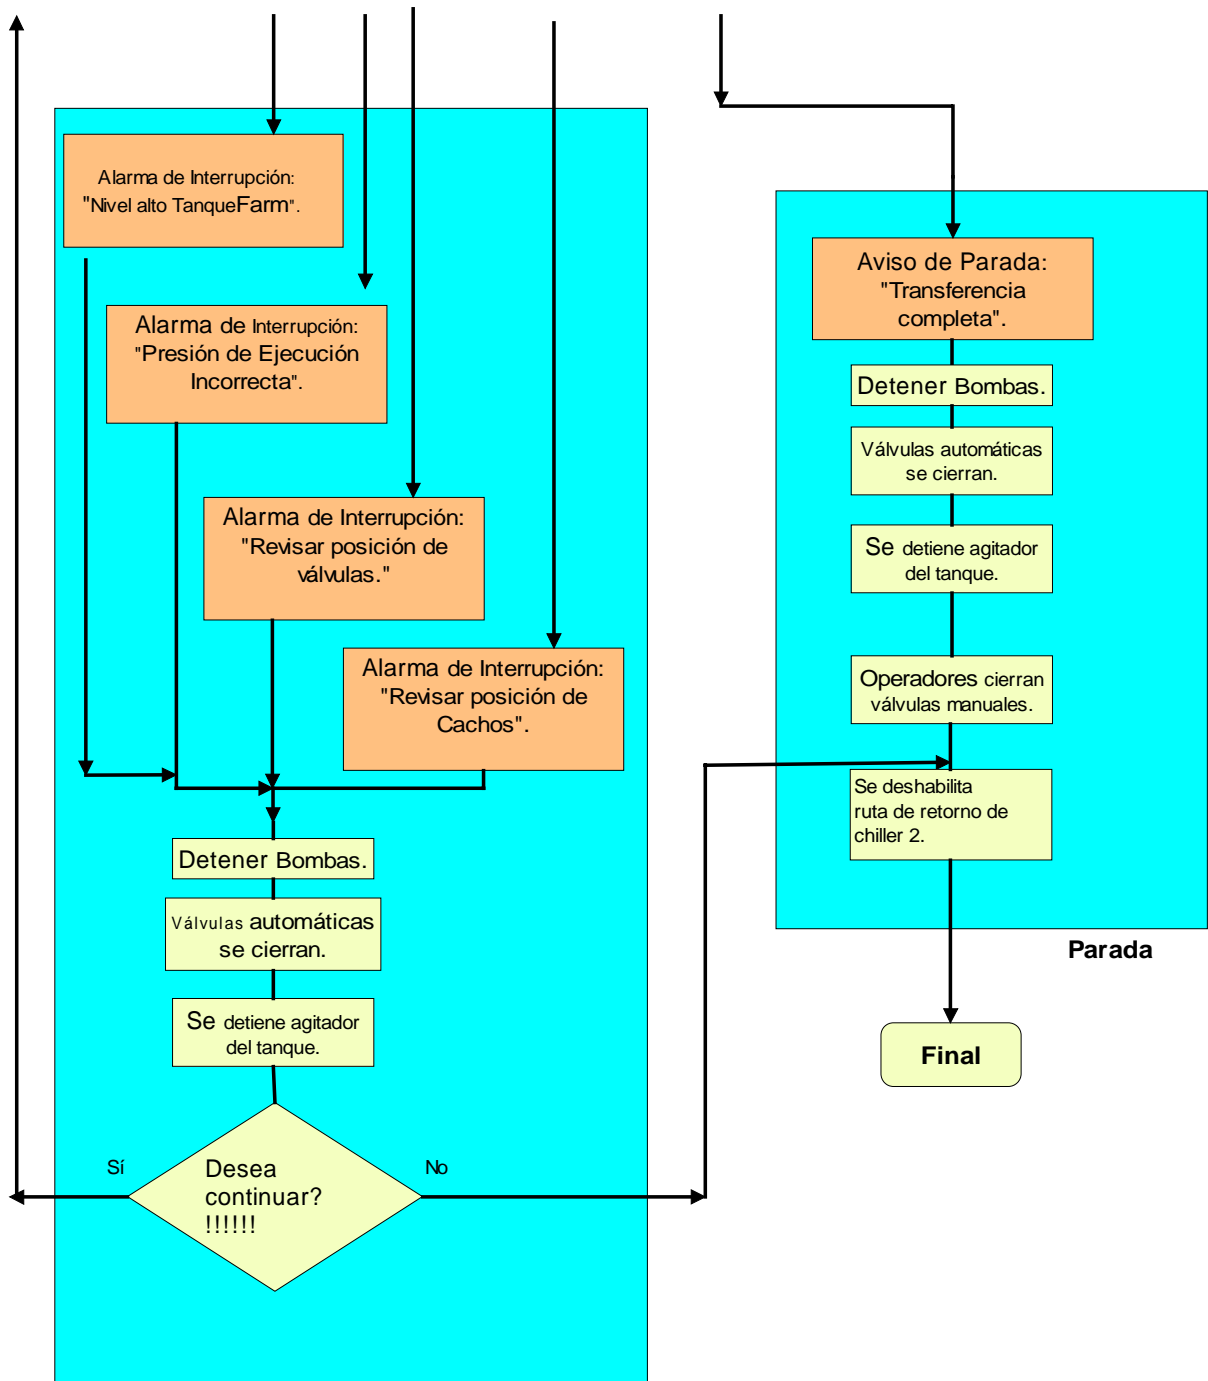 Alarma de Interrupción:
"Nivel alto TanqueFarm".
Alarma de Interrupción:
"Presión de Ejecución
Incorrecta".
Alarma de Interrupción:
"Revisar posición de
válvulas."
Alarma de Interrupción:
"Revisar posición de
Cachos".
Detener Bombas.
Válvulas automáticas
se cierran.
Se detiene agitador
del tanque.
Sí
Desea
continuar?
!!!!!!
No
Aviso de Parada:
"Transferencia
completa".
Detener Bombas.
Válvulas automáticas
se cierran.
Se detiene agitador
del tanque.
Operadores cierran
válvulas manuales.
Se deshabilita
ruta de retorno de
chiller 2.
Parada
Final